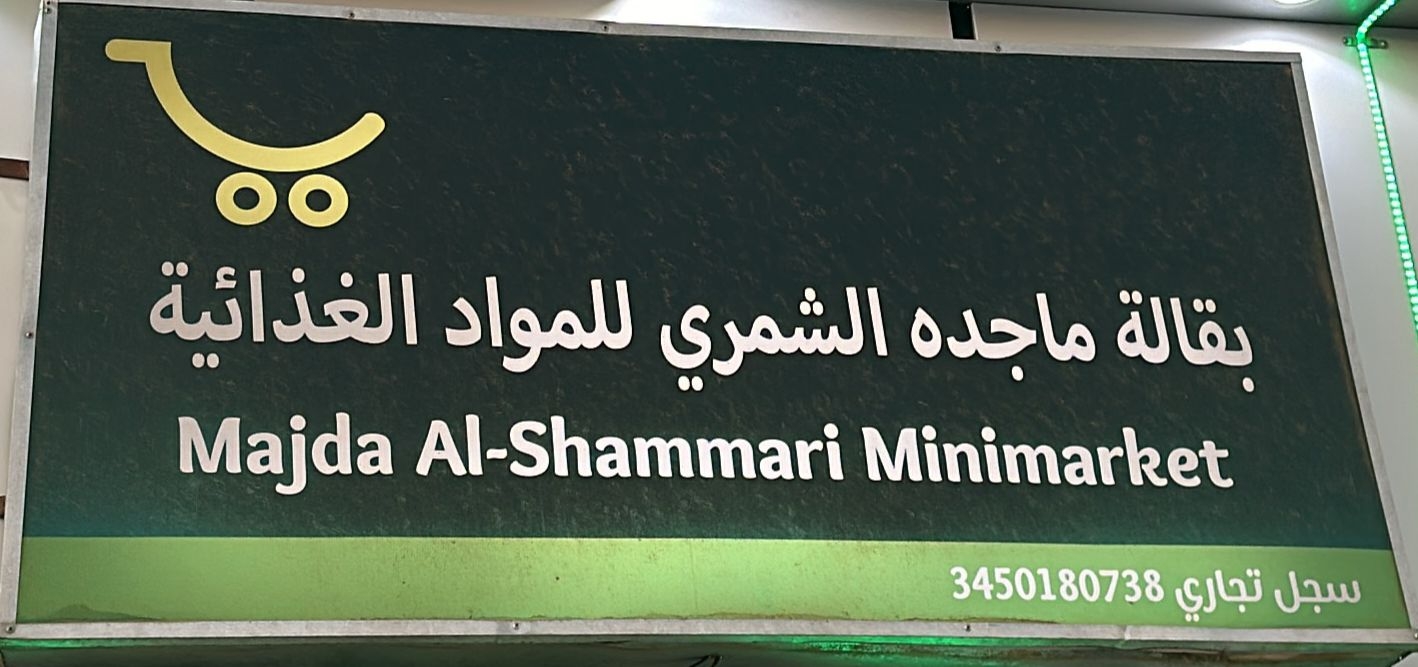 بقالة ماجده الشمري للمواد الغذائية
Majda Al-Shammari Minimarket
سجل تجاري 3450180738